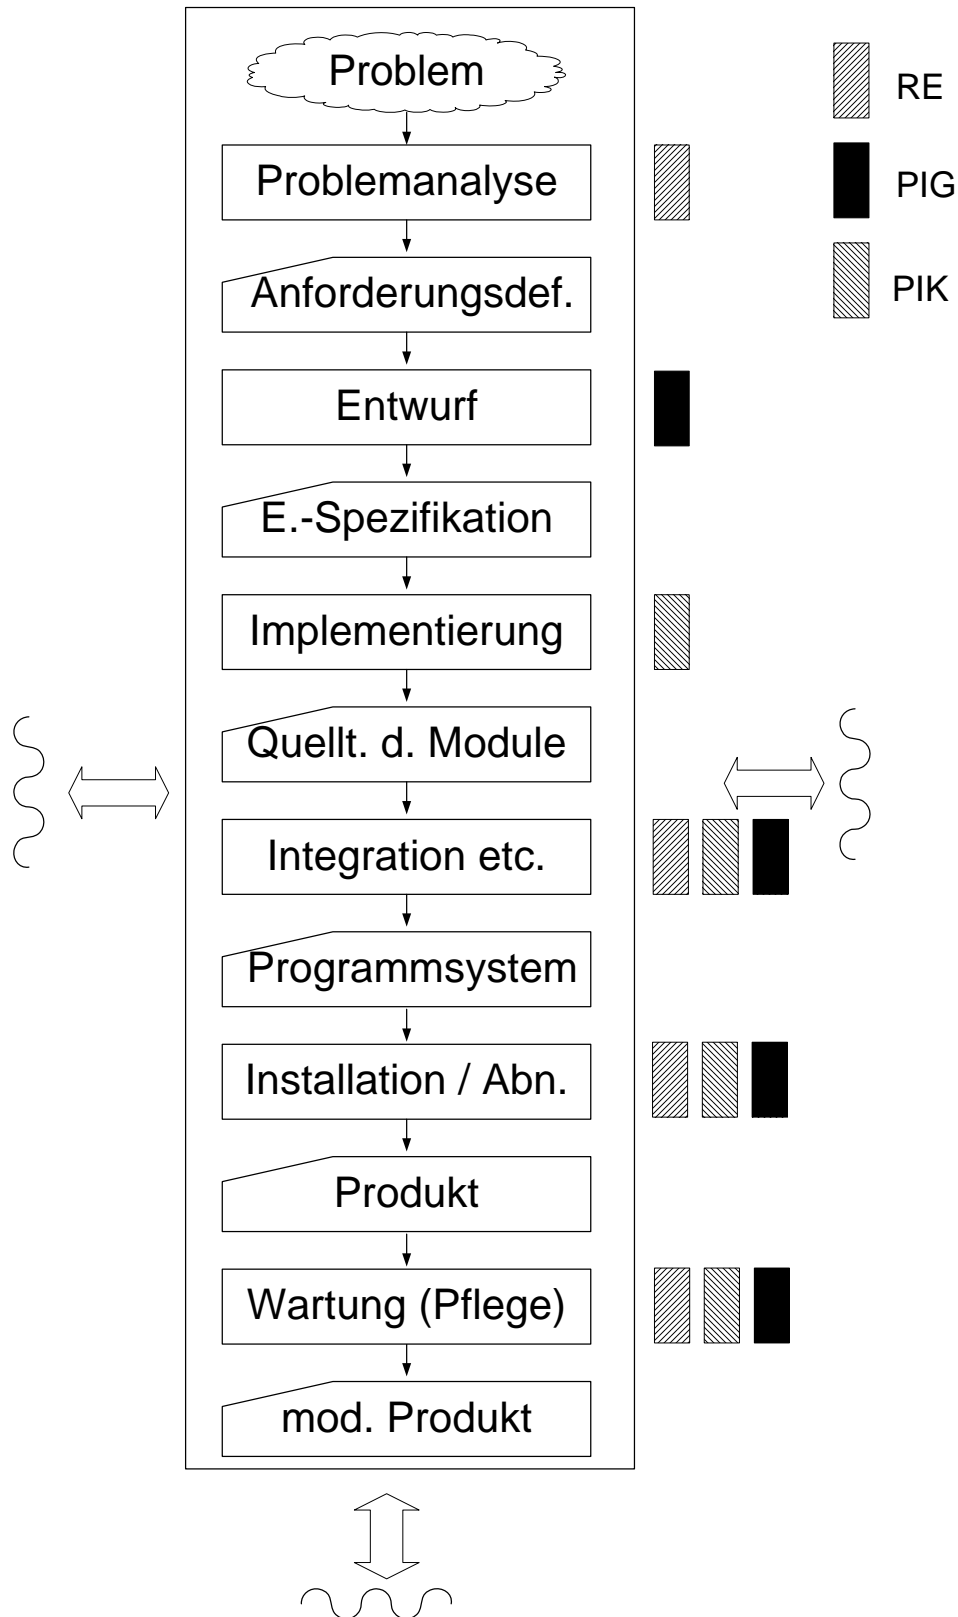 Problem
Problemanalyse
Anforderungsdef.
Entwurf
E.-Spezifikation
Implementierung
Quellt. d. Module
Integration etc.
Programmsystem
Installation / Abn.
Produkt
Wartung (Pflege)
mod. Produkt
RE
PIG
PIK